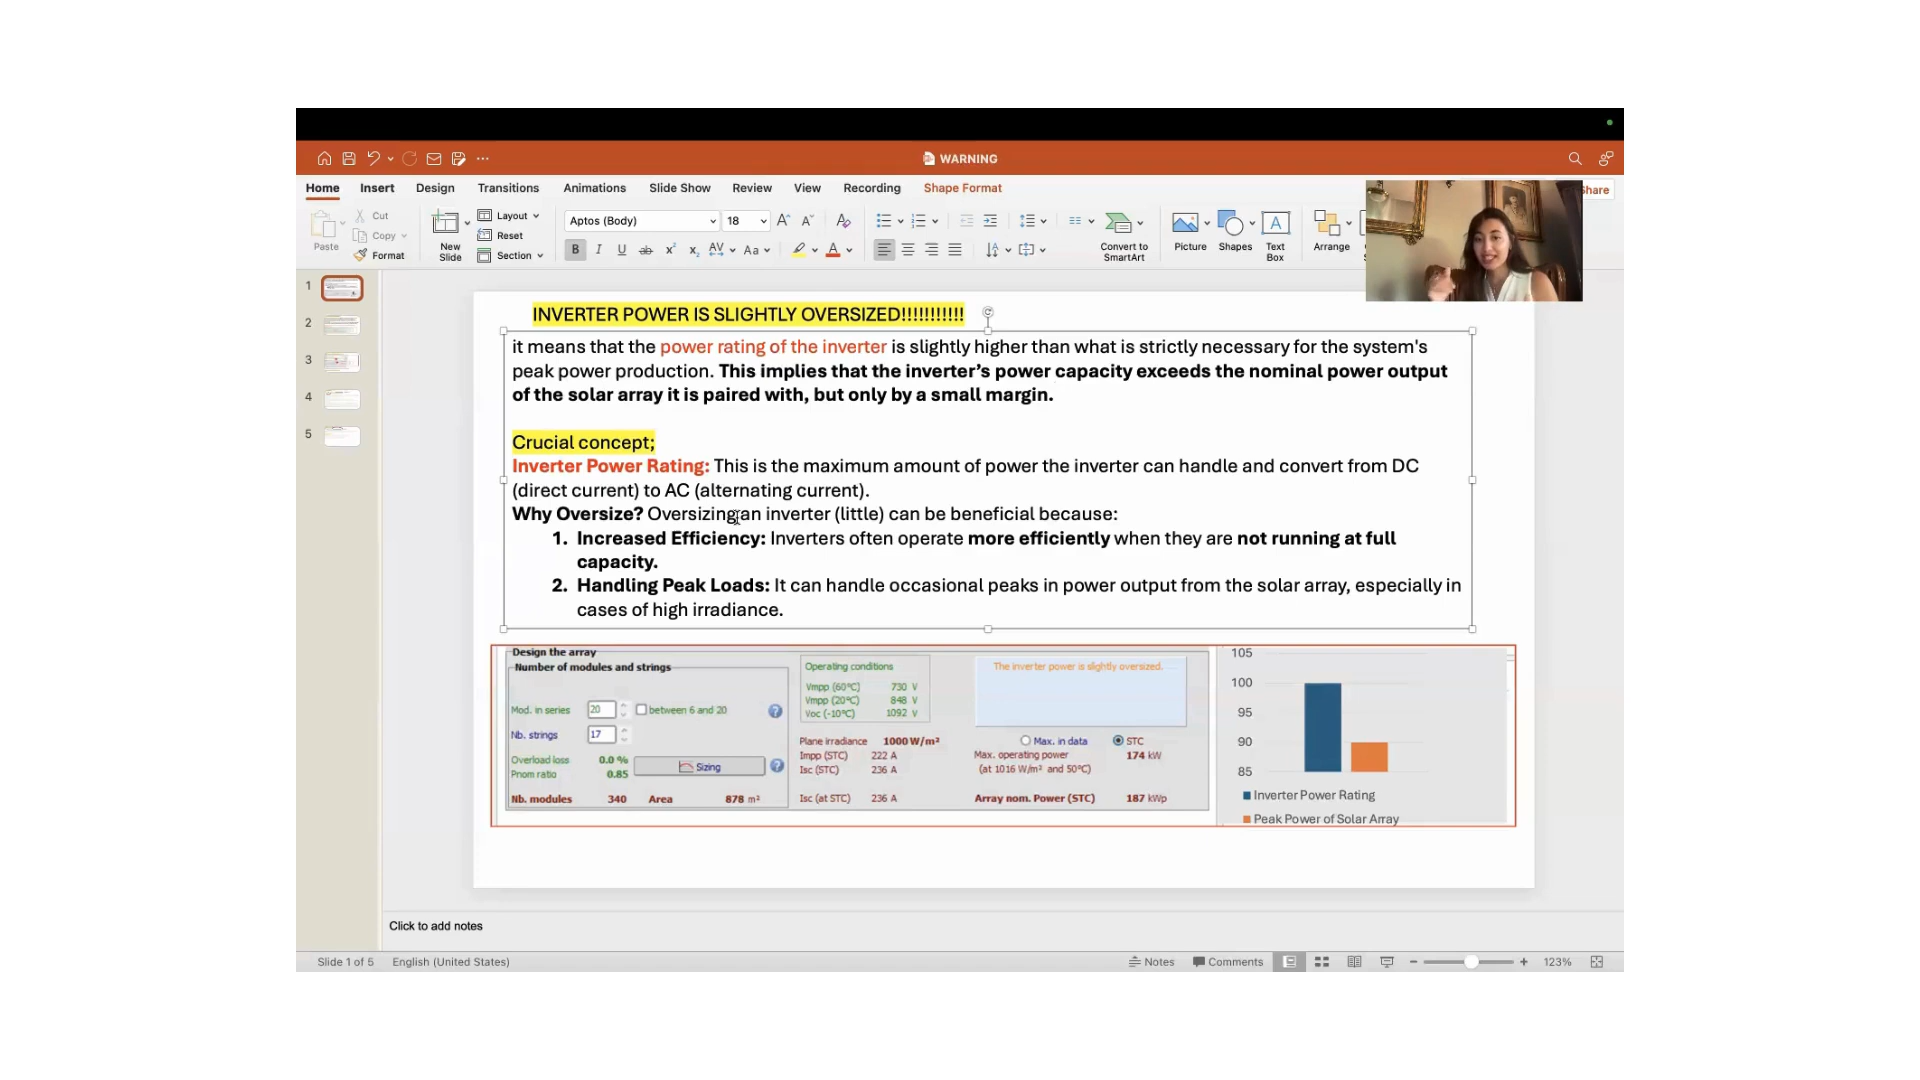 WARNING
Home Insert Design Transitions Animations Slide Show Review View Recording Shape Format
Share
Paste
Cut
Copy
Format
New Slide
Layout
Reset
Section
Aptos (Body) 18
Convert to SmartArt
Picture
Shapes
Text Box
Arrange
1
2
3
4
5
INVERTER POWER IS SLIGHTLY OVERSIZED!!!!!!!!!!!
it means that the power rating of the inverter is slightly higher than what is strictly necessary for the system's
peak power production. This implies that the inverter’s power capacity exceeds the nominal power output
of the solar array it is paired with, but only by a small margin.
Crucial concept;
Inverter Power Rating: This is the maximum amount of power the inverter can handle and convert from DC
(direct current) to AC (alternating current).
Why Oversize? Oversizing an inverter (little) can be beneficial because:
1. Increased Efficiency: Inverters often operate more efficiently when they are not running at full
capacity.
2. Handling Peak Loads: It can handle occasional peaks in power output from the solar array, especially in
cases of high irradiance.
Design the array
Number of modules and strings
Mod. in series 20 between 6 and 20
Nb. strings 17
Overload loss 0.0 %
Pnom ratio 0.85
Sizing
Nb. modules 340 Area 878 m²
Operating conditions
Vmpp (60°C) 730 V
Vmpp (20°C) 848 V
Voc (-10°C) 1092 V
Plane irradiance 1000 W/m²
Impp (STC) 222 A
Isc (STC) 236 A
Isc (at STC) 236 A
The inverter power is slightly oversized.
Max. in data STC
Max. operating power 174 kW
(at 1016 W/m² and 50°C)
Array nom. Power (STC) 187 kWp
105
100
95
90
85
Inverter Power Rating
Peak Power of Solar Array
Click to add notes
Slide 1 of 5 English (United States)
Notes Comments 123%